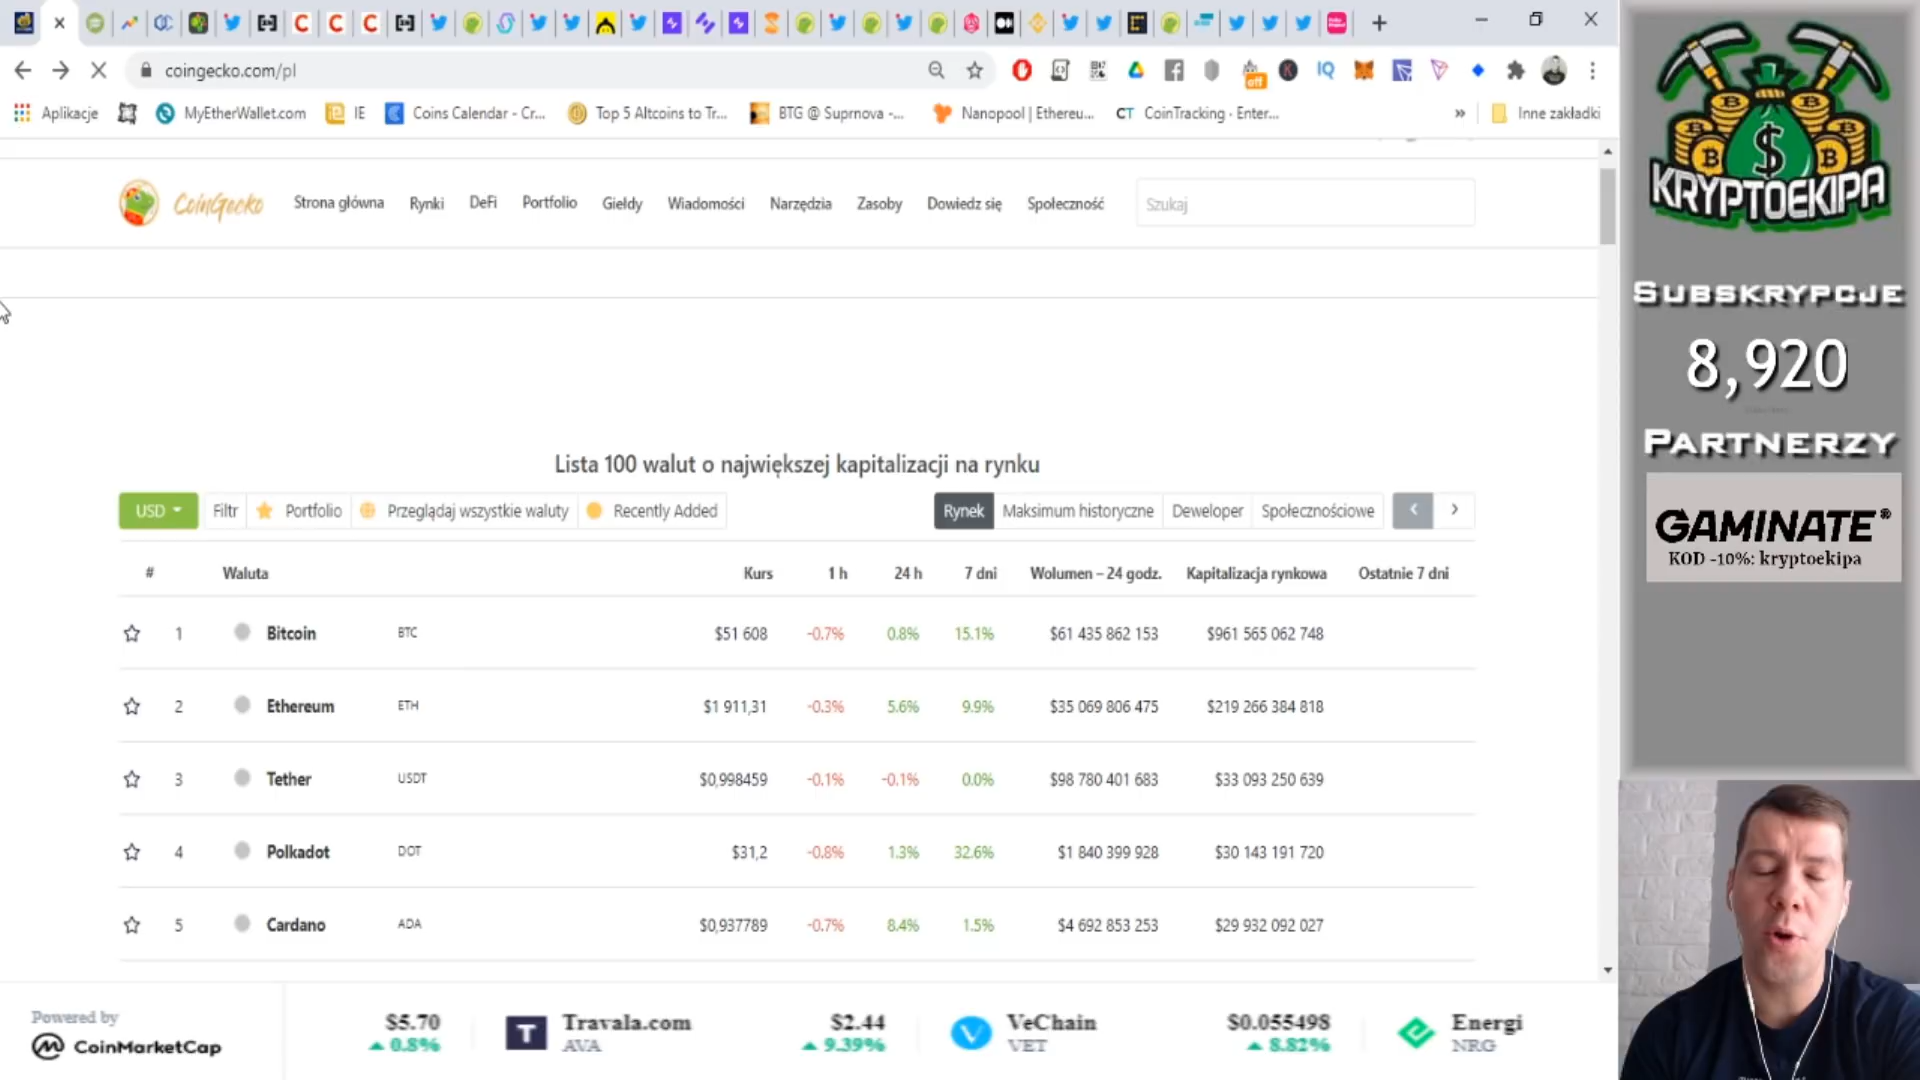 coingecko.com/pl
Aplikacje MyEtherWallet.com IE Coins Calendar - Cr... Top 5 Altcoins to Tr... BTG @ Suprnova -... Nanopool | Ethereu... CT CoinTracking · Enter... » Inne zakładki
CoinGecko Strona główna Rynki DeFi Portfolio Giełdy Wiadomości Narzędzia Zasoby Dowiedz się Społeczność Szukaj
Lista 100 walut o największej kapitalizacji na rynku
USD Filtr Portfolio Przeglądaj wszystkie waluty Recently Added Rynek Maksimum historyczne Deweloper Społecznościowe
# Waluta Kurs 1 h 24 h 7 dni Wolumen – 24 godz. Kapitalizacja rynkowa Ostatnie 7 dni
1 Bitcoin BTC $51 608 -0.7% 0.8% 15.1% $61 435 862 153 $961 565 062 748
2 Ethereum ETH $1 911,31 -0.3% 5.6% 9.9% $35 069 806 475 $219 266 384 818
3 Tether USDT $0,998459 -0.1% -0.1% 0.0% $98 780 401 683 $33 093 250 639
4 Polkadot DOT $31,2 -0.8% 1.3% 32.6% $1 840 399 928 $30 143 191 720
5 Cardano ADA $0,937789 -0.7% 8.4% 1.5% $4 692 853 253 $29 932 092 027
Powered by
CoinMarketCap
$5.70
0.8%
Travala.com
AVA
$2.44
9.39%
VeChain
VET
$0.055498
8.82%
Energi
NRG
KRYPTOEKIPA
SUBSKRYPCJE
8,920
PARTNERZY
GAMINATE®
KOD -10%: kryptoekipa